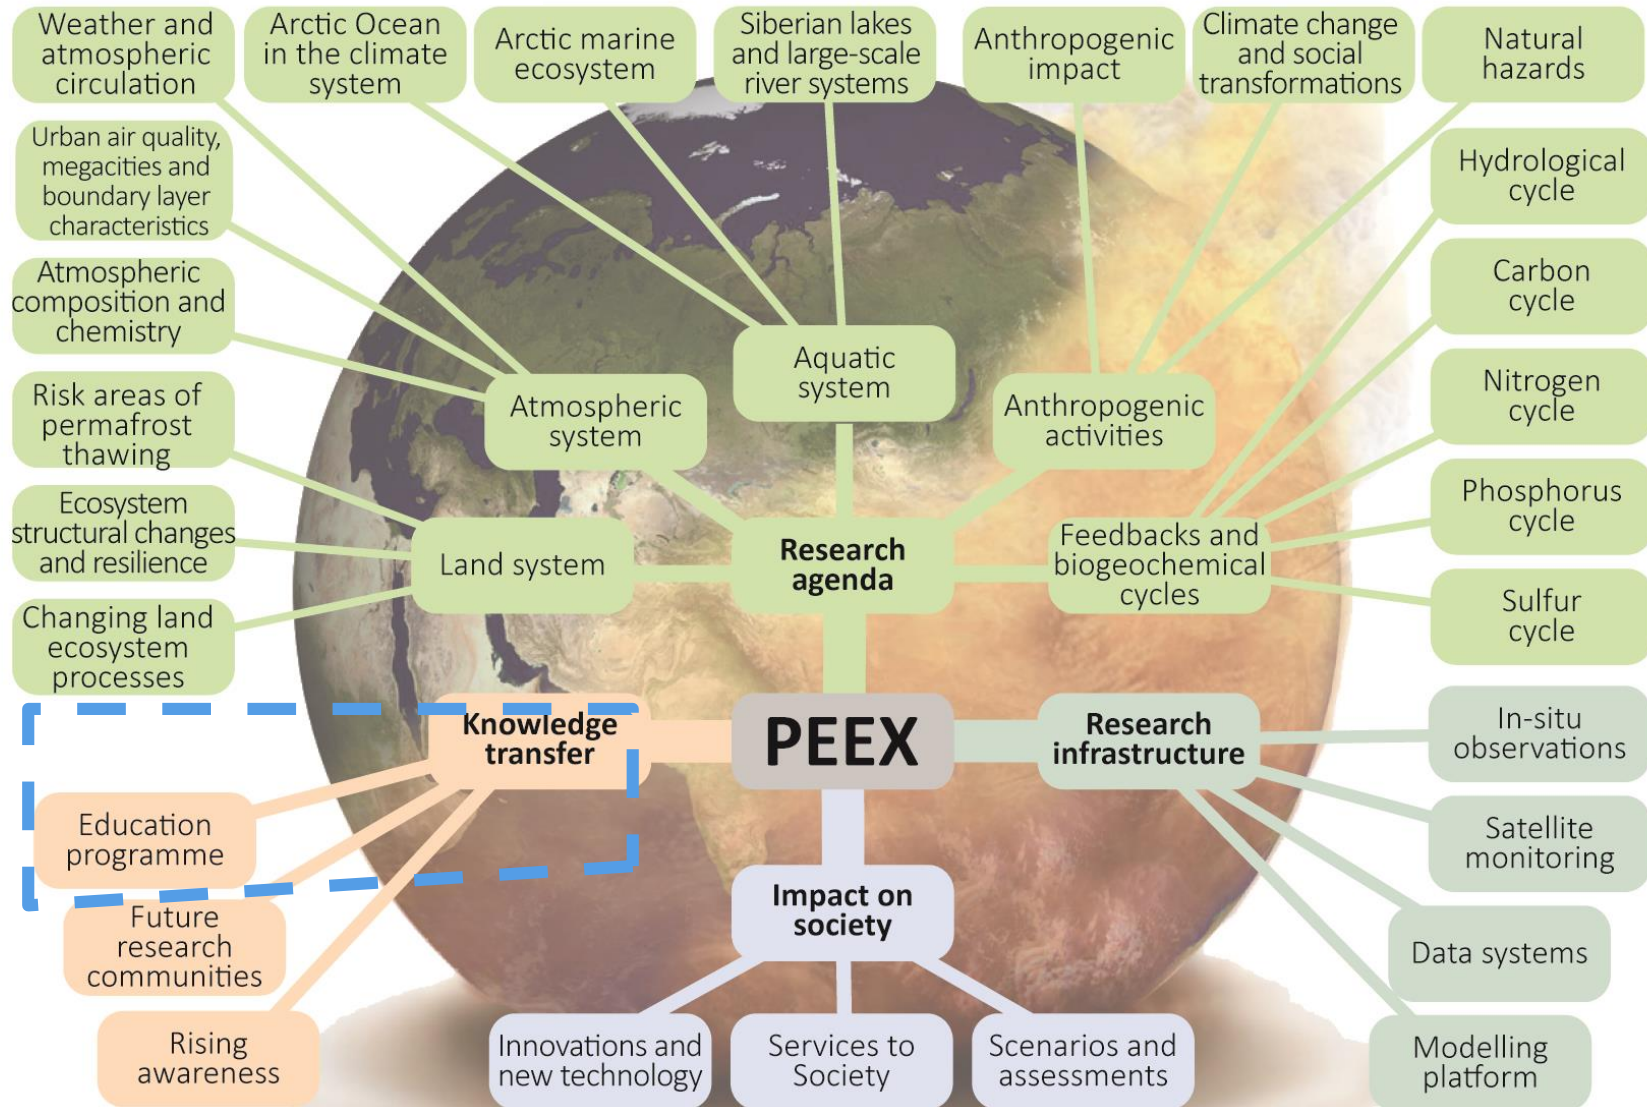 Weather and
atmospheric
circulation
Arctic Ocean
in the climate
system
Arctic marine
ecosystem
Siberian lakes
and large-scale
river systems
Anthropogenic
impact
Climate change
and social
transformations
Natural
hazards
Urban air quality,
megacities and
boundary layer
characteristics
Hydrological
cycle
Atmospheric
composition and
chemistry
Carbon
cycle
Aquatic
system
Atmospheric
system
Anthropogenic
activities
Nitrogen
cycle
Risk areas of
permafrost
thawing
Ecosystem
structural changes
and resilience
Land system
Research
agenda
Feedbacks and
biogeochemical
cycles
Phosphorus
cycle
Changing land
ecosystem
processes
Sulfur
cycle
Knowledge
transfer
PEEX
Research
infrastructure
In-situ
observations
Education
programme
Satellite
monitoring
Impact on
society
Future
research
communities
Data systems
Rising
awareness
Innovations and
new technology
Services to
Society
Scenarios and
assessments
Modelling
platform